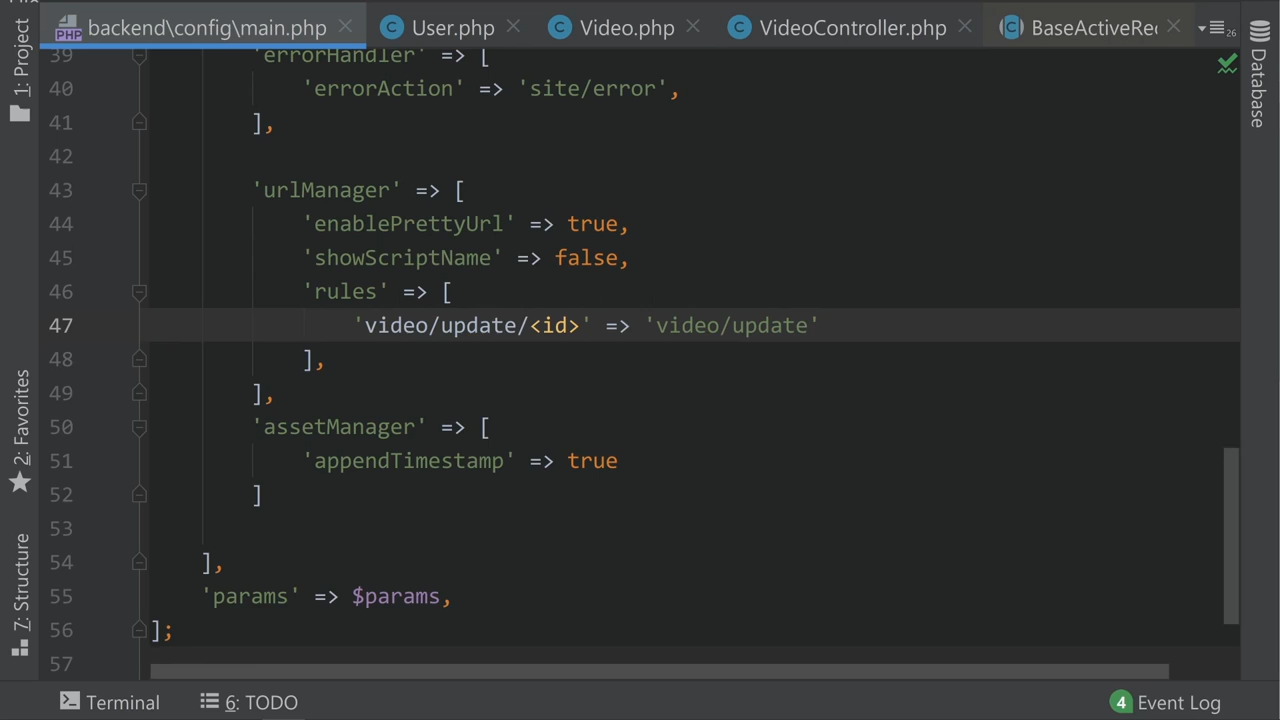 backend\config\main.php
User.php
Video.php
VideoController.php
BaseActiveRe
26
1: Project
2: Favorites
7: Structure
Database
39 'errorHandler' => [
40 'errorAction' => 'site/error',
41 ],
42
43 'urlManager' => [
44 'enablePrettyUrl' => true,
45 'showScriptName' => false,
46 'rules' => [
47 'video/update/<id>' => 'video/update'
48 ],
49 ],
50 'assetManager' => [
51 'appendTimestamp' => true
52 ]
53
54 ],
55 'params' => $params,
56 ];
57
Terminal
6: TODO
4 Event Log